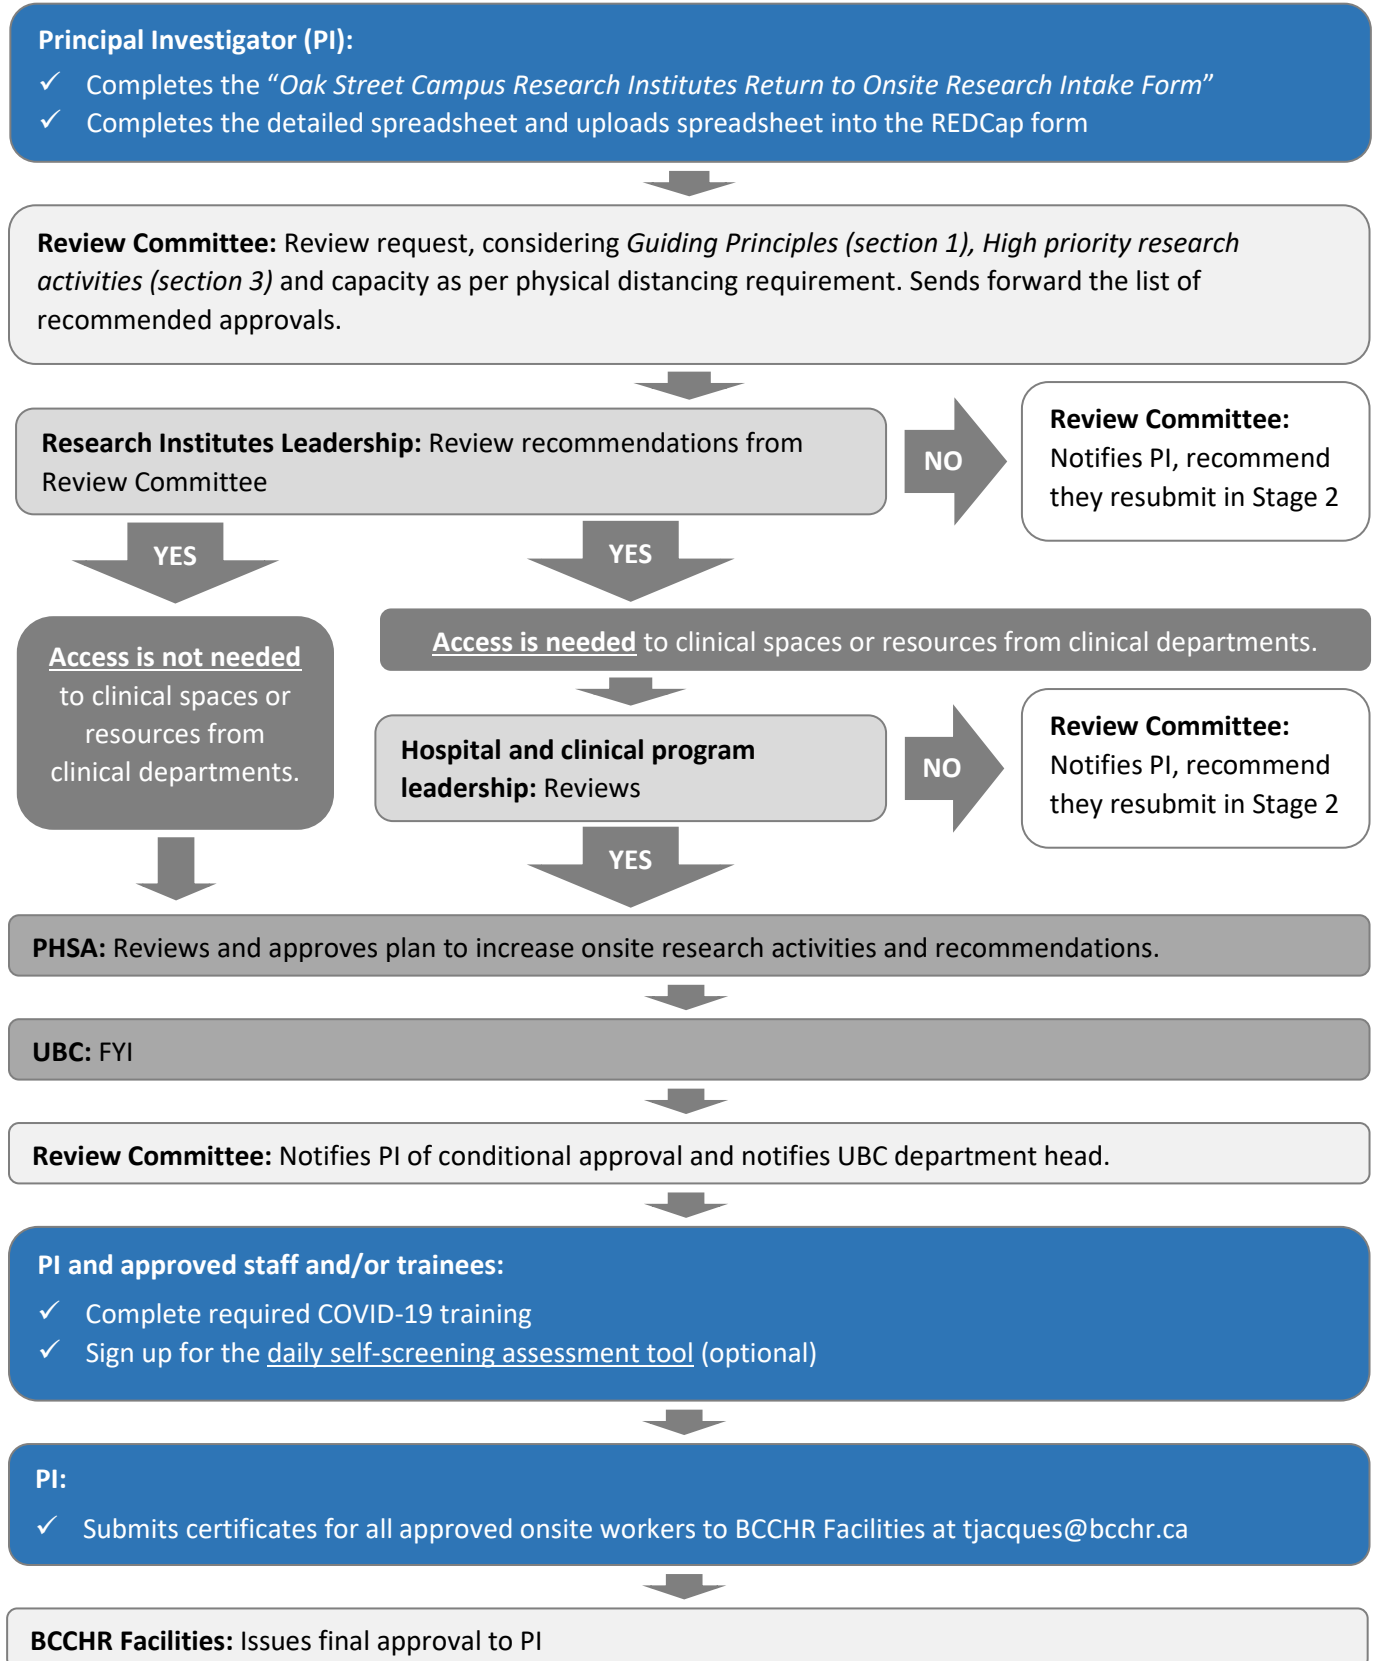 Principal Investigator (PI):
✓ Completes the “Oak Street Campus Research Institutes Return to Onsite Research Intake Form”
✓ Completes the detailed spreadsheet and uploads spreadsheet into the REDCap form
Review Committee: Review request, considering Guiding Principles (section 1), High priority research
activities (section 3) and capacity as per physical distancing requirement. Sends forward the list of
recommended approvals.
Research Institutes Leadership: Review recommendations from
Review Committee
NO
Review Committee:
Notifies PI, recommend
they resubmit in Stage 2
YES
YES
Access is not needed
to clinical spaces or
resources from
clinical departments.
Access is needed to clinical spaces or resources from clinical departments.
Hospital and clinical program
leadership: Reviews
NO
Review Committee:
Notifies PI, recommend
they resubmit in Stage 2
YES
PHSA: Reviews and approves plan to increase onsite research activities and recommendations.
UBC: FYI
Review Committee: Notifies PI of conditional approval and notifies UBC department head.
PI and approved staff and/or trainees:
✓ Complete required COVID-19 training
✓ Sign up for the daily self-screening assessment tool (optional)
PI:
✓ Submits certificates for all approved onsite workers to BCCHR Facilities at tjacques@bcchr.ca
BCCHR Facilities: Issues final approval to PI